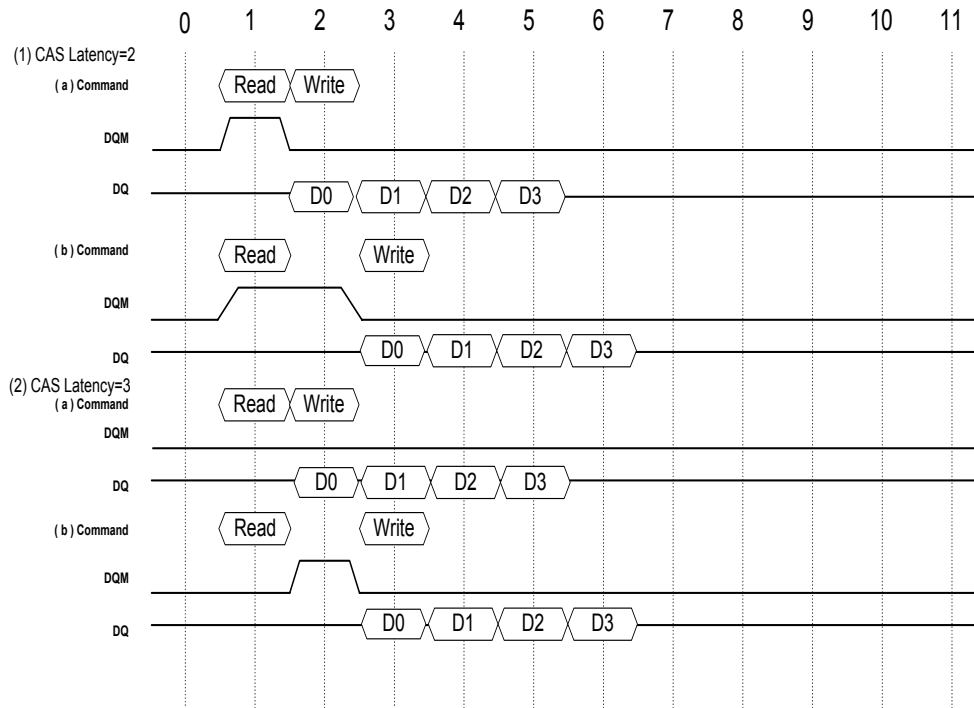 0 1 2 3 4 5 6 7 8 9 10 11
(1) CAS Latency=2
( a ) Command Read Write
DQM
DQ D0 D1 D2 D3
( b ) Command Read Write
DQM
DQ D0 D1 D2 D3
(2) CAS Latency=3
( a ) Command Read Write
DQM
DQ D0 D1 D2 D3
( b ) Command Read Write
DQM
DQ D0 D1 D2 D3